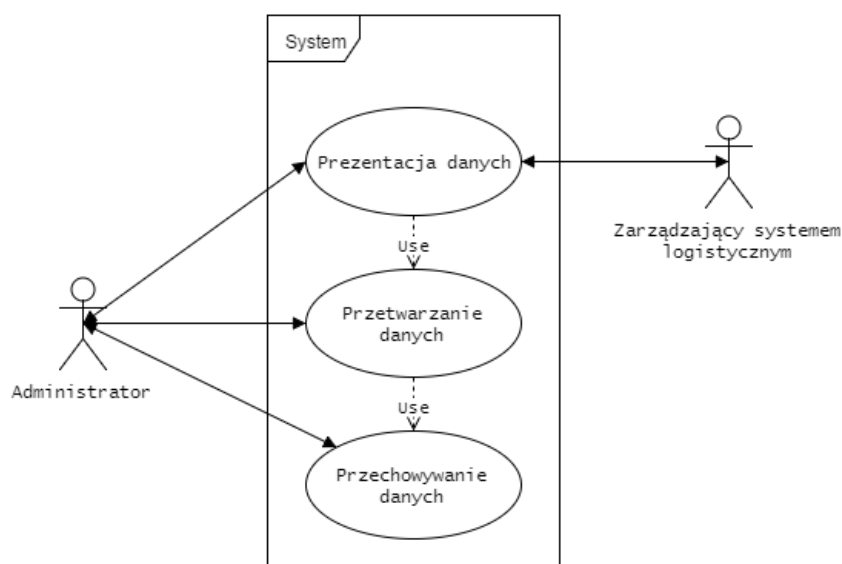 System
Prezentacja danych
Use
Zarządzający systemem
logistycznym
Przetwarzanie
danych
Administrator
Use
Przechowywanie
danych